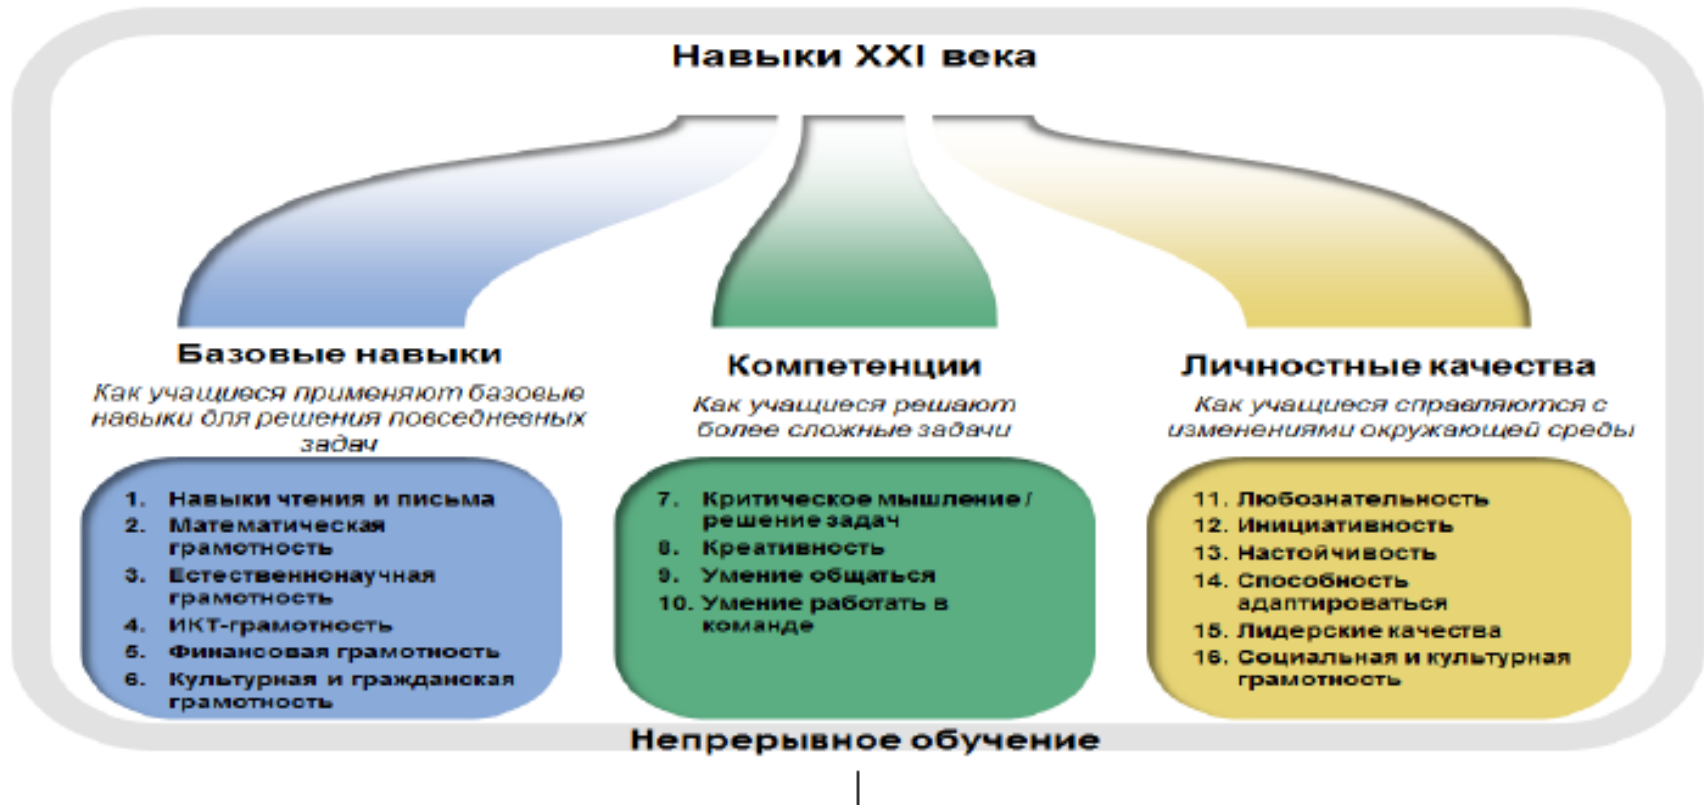 Навыки XXI века
Базовые навыки
Как учащиеся применяют базовые
навыки для решения повседневных
задач
1. Навыки чтения и письма
2. Математическая
грамотность
3. Естественнонаучная
грамотность
4. ИКТ-грамотность
5. Финансовая грамотность
6. Культурная и гражданская
грамотность
Компетенции
Как учащиеся решают
более сложные задачи
7. Критическое мышление /
решение задач
8. Креативность
9. Умение общаться
10. Умение работать в
команде
Личностные качества
Как учащиеся справляются с
изменениями окружающей среды
11. Любознательность
12. Инициативность
13. Настойчивость
14. Способность
адаптироваться
15. Лидерские качества
16. Социальная и культурная
грамотность
Непрерывное обучение